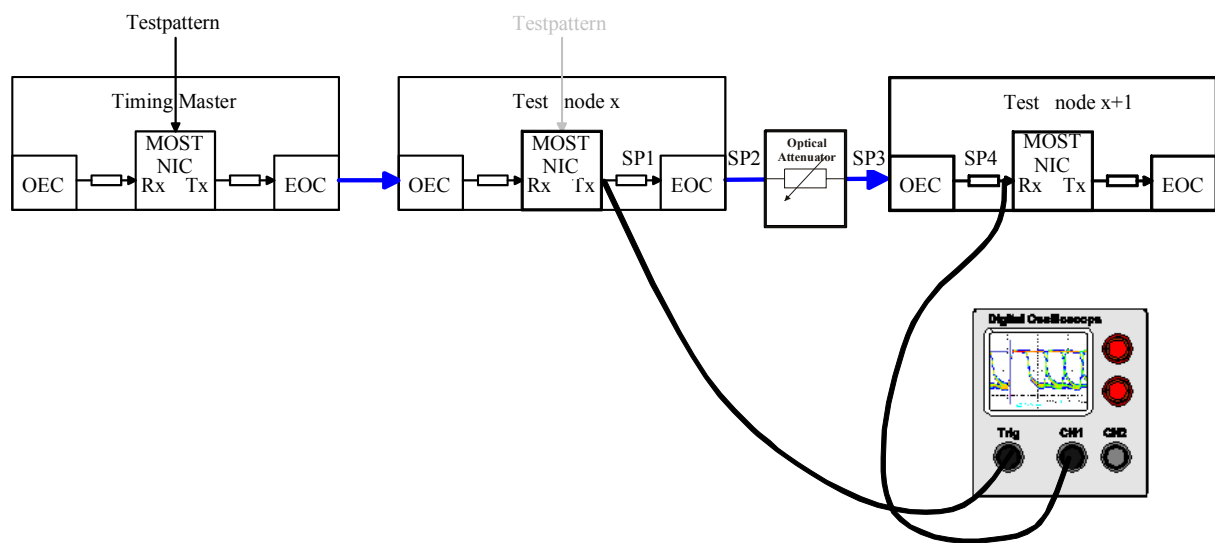 Testpattern
Testpattern
Timing Master
MOST
NIC
OEC
Rx
Tx
EOC
Test node x
MOST
NIC
OEC
Rx
Tx
SP1
EOC
SP2
Optical
Attenuator
SP3
Test node x+1
OEC
SP4
MOST
NIC
Rx
Tx
EOC
Digital Oscilloscope
Trig
CH1
CH2